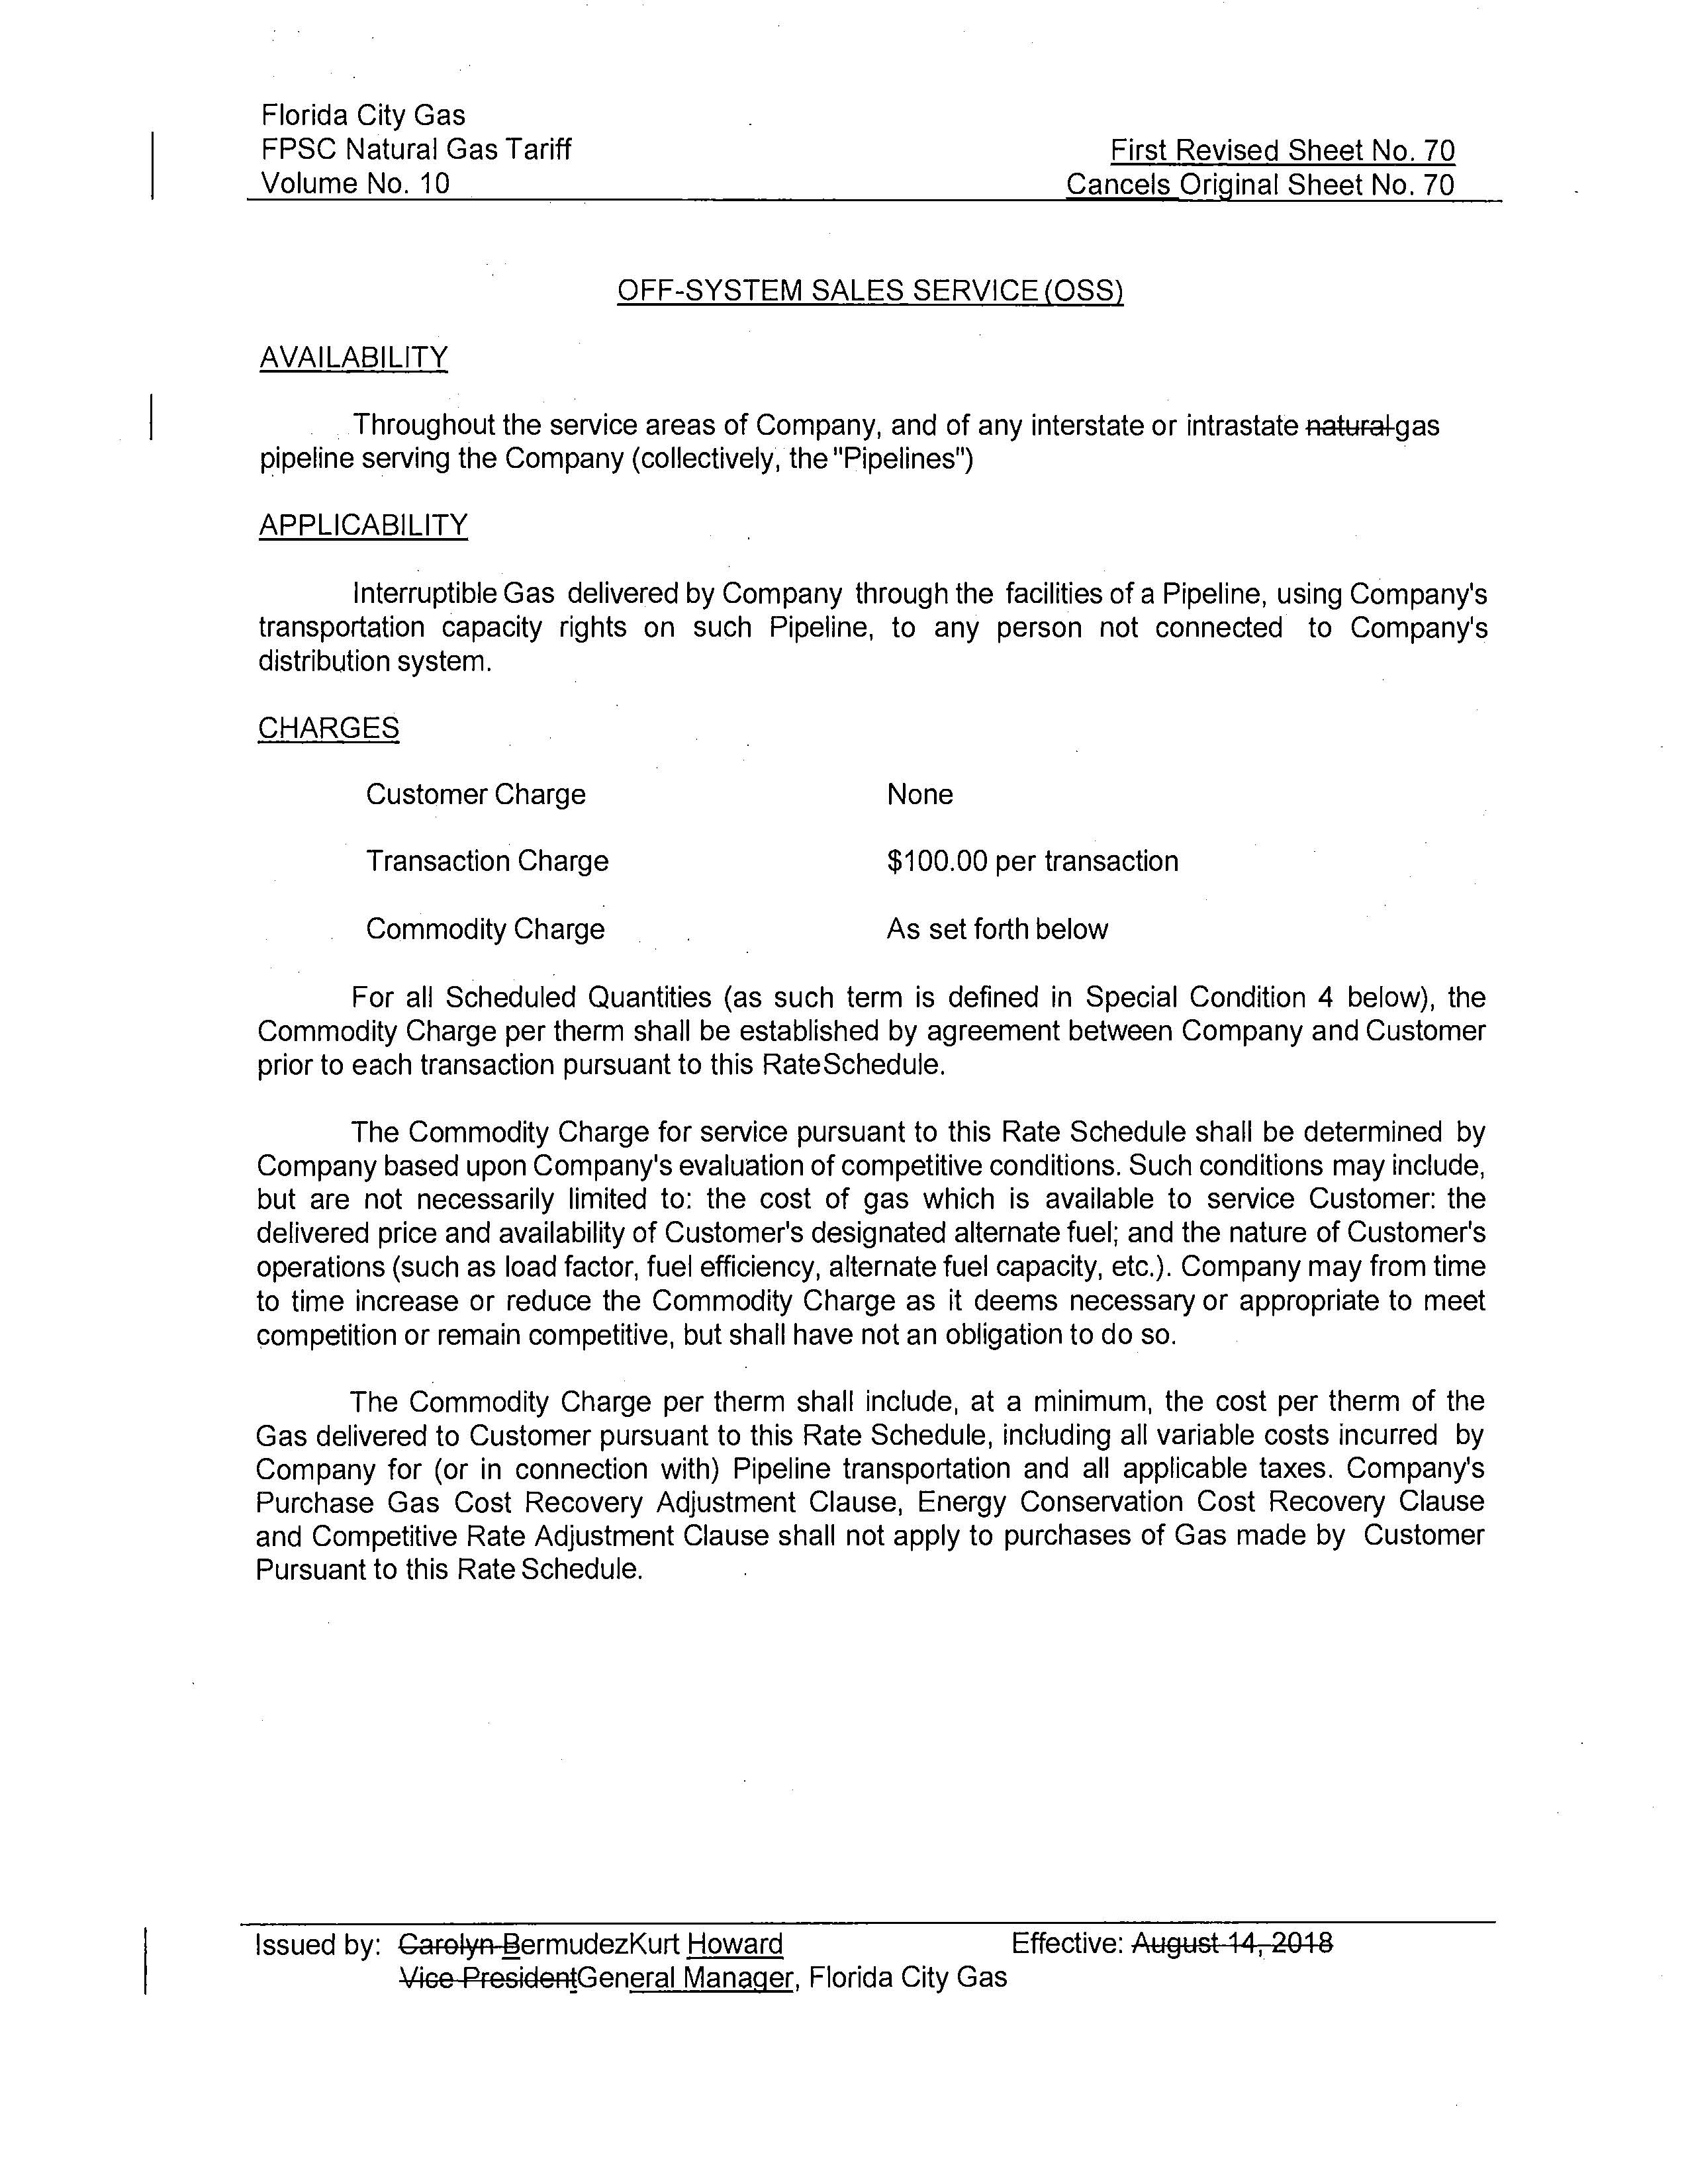 Florida City Gas
FPSC Natural Gas Tariff
First Revised Sheet No. 70
Volume No. 10
Cancels Original Sheet No. 70
OFF-SYSTEM SALES SERVICE (OSS)
AVAILABILITY
Throughout the service areas of Company, and of any interstate or intrastate natural gas
pipeline serving the Company (collectively, the "Pipelines")
APPLICABILITY
Interruptible Gas delivered by Company through the facilities of a Pipeline, using Company's
transportation capacity rights on such Pipeline, to any person not connected to Company's
distribution system.
CHARGES
Customer Charge None
Transaction Charge $100.00 per transaction
Commodity Charge As set forth below
For all Scheduled Quantities (as such term is defined in Special Condition 4 below), the
Commodity Charge per therm shall be established by agreement between Company and Customer
prior to each transaction pursuant to this Rate Schedule.
The Commodity Charge for service pursuant to this Rate Schedule shall be determined by
Company based upon Company's evaluation of competitive conditions. Such conditions may include,
but are not necessarily limited to: the cost of gas which is available to service Customer: the
delivered price and availability of Customer's designated alternate fuel; and the nature of Customer's
operations (such as load factor, fuel efficiency, alternate fuel capacity, etc.). Company may from time
to time increase or reduce the Commodity Charge as it deems necessary or appropriate to meet
competition or remain competitive, but shall have not an obligation to do so.
The Commodity Charge per therm shall include, at a minimum, the cost per therm of the
Gas delivered to Customer pursuant to this Rate Schedule, including all variable costs incurred by
Company for (or in connection with) Pipeline transportation and all applicable taxes. Company's
Purchase Gas Cost Recovery Adjustment Clause, Energy Conservation Cost Recovery Clause
and Competitive Rate Adjustment Clause shall not apply to purchases of Gas made by Customer
Pursuant to this Rate Schedule.
Issued by: Carolyn BermudezKurt Howard Effective: August 14, 2018
Vice PresidentGeneral Manager, Florida City Gas